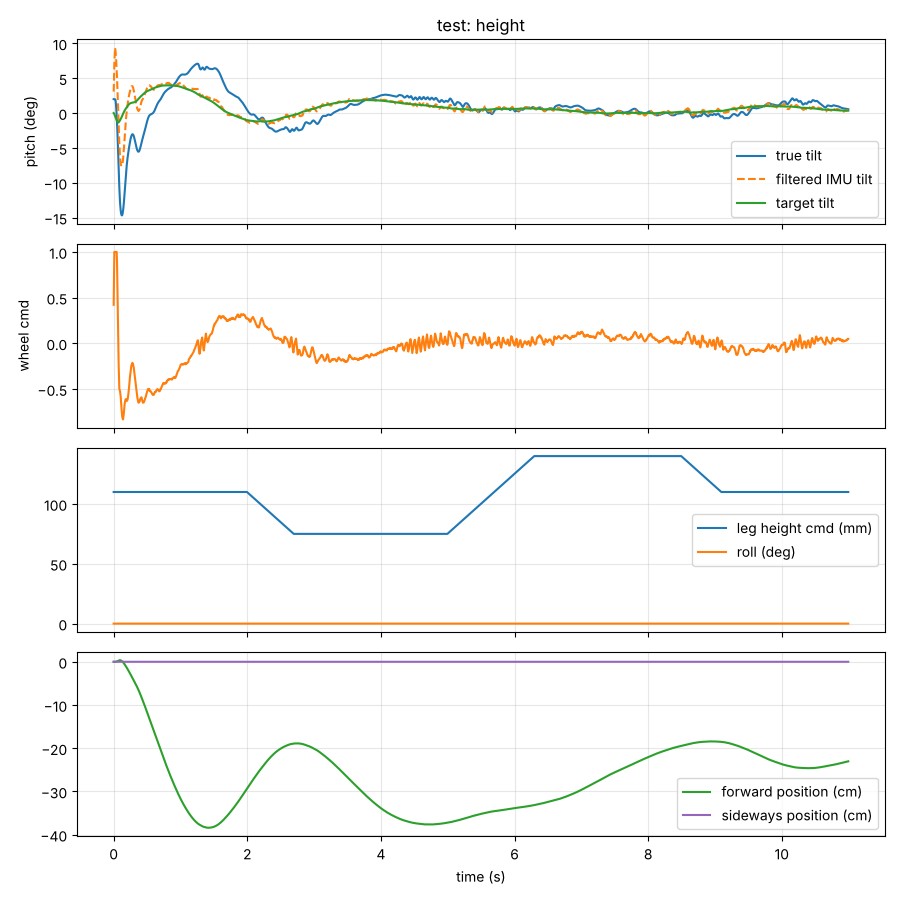 test: height
10
5
0
−5
−10
−15
pitch (deg)
true tilt
filtered IMU tilt
target tilt
1.0
0.5
0.0
−0.5
wheel cmd
100
50
0
leg height cmd (mm)
roll (deg)
0
−10
−20
−30
−40
forward position (cm)
sideways position (cm)
0 2 4 6 8 10
time (s)